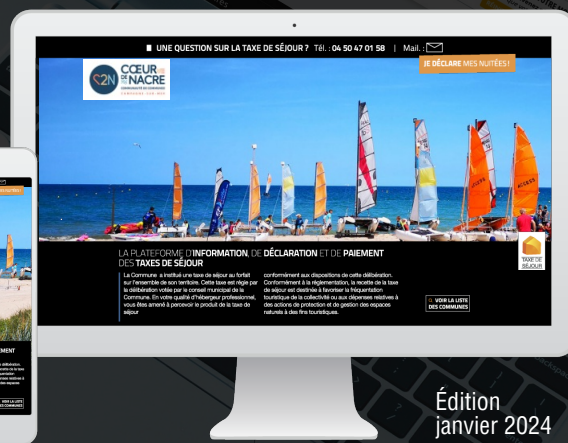 UNE QUESTION SUR LA TAXE DE SÉJOUR ? Tél. : 04 50 47 01 58 | Mail. :
JE DÉCLARE MES NUITÉES !
C2N
CŒUR
DE NACRE
COMMUNAUTÉ DE COMMUNES
LA PLATEFORME D'INFORMATION, DE DÉCLARATION ET DE PAIEMENT
DES TAXES DE SÉJOUR
La Commune a institué une taxe de séjour au forfait
sur l'ensemble de son territoire. Cette taxe est régie par
la délibération votée par le conseil municipal de la
Commune. En votre qualité d'hébergeur professionnel,
vous êtes amené à percevoir le produit de la taxe de
séjour
conformément aux dispositions de cette délibération.
Conformément à la réglementation, la recette de la taxe
de séjour est destinée à favoriser la fréquentation
touristique de la collectivité ou aux dépenses relatives à
des actions de protection et de gestion des espaces
naturels à des fins touristiques.
TAXE DE
SÉJOUR
VOIR LA LISTE
DES COMMUNES
Édition
janvier 2024